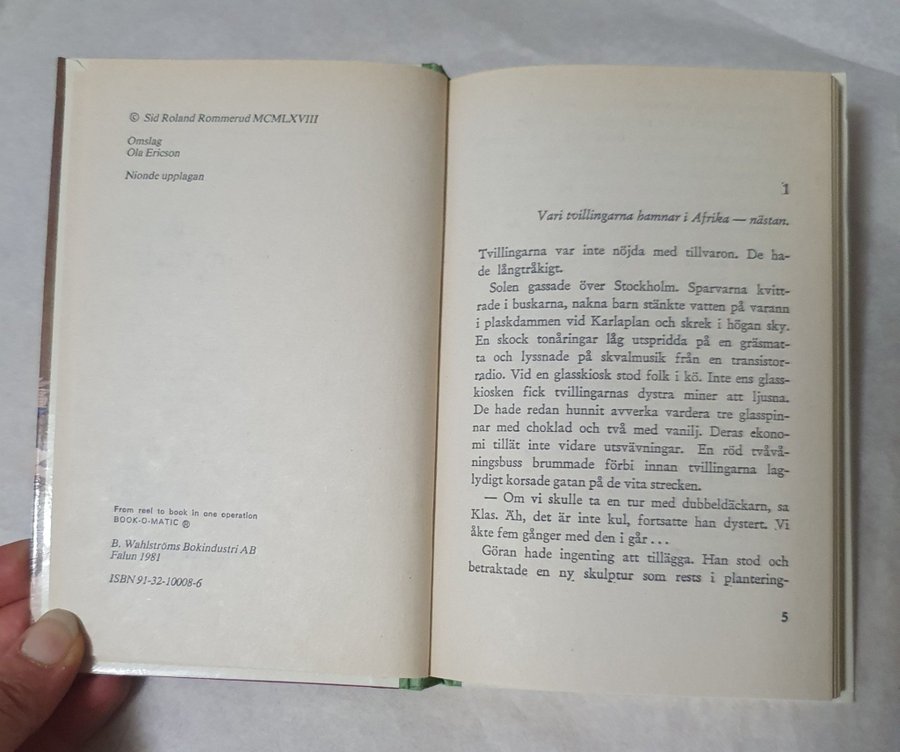 © Sid Roland Rommerud MCMLXVIII
Omslag
Ola Ericson
Nionde upplagan
From reel to book in one operation
BOOK-O-MATIC ®
B. Wahlströms Bokindustri AB
Falun 1981
ISBN 91-32-10008-6
1
Vari tvillingarna hamnar i Afrika — nästan.
Tvillingarna var inte nöjda med tillvaron. De ha-
de långtråkigt.
Solen gassade över Stockholm. Sparvarna kvitt-
rade i buskarna, nakna barn stänkte vatten på varann
i plaskdammen vid Karlaplan och skrek i högan sky.
En skock tonåringar låg utspridda på en gräsmat-
ta och lyssnade på skvalmusik från en transistor-
radio. Vid en glasskiosk stod folk i kö. Inte ens glass-
kiosken fick tvillingarnas dystra miner att ljusna.
De hade redan hunnit avverka vardera tre glasspin-
nar med choklad och två med vanilj. Deras ekono-
mi tillät inte vidare utsvävningar. En röd tvåvå-
ningsbuss brummade förbi innan tvillingarna lag-
lydigt korsade gatan på de vita strecken.
— Om vi skulle ta en tur med dubbeldäckarn, sa
Klas. Äh, det är inte kul, fortsatte han dystert. Vi
åkte fem gånger med den i går ...
Göran hade ingenting att tillägga. Han stod och
betraktade en ny skulptur som rests i plantering-
5